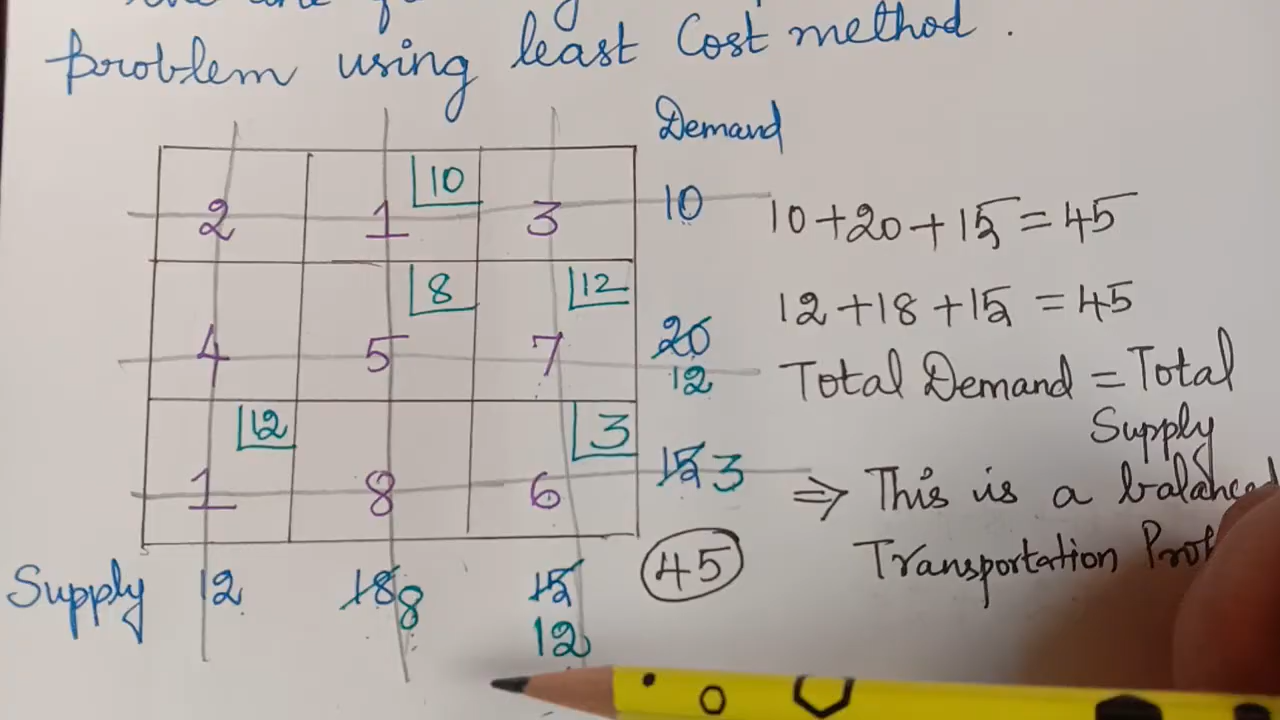 problem using least Cost method.
Demand
10
2 1 3 10
8 12
4 5 7 20
12
12 3
1 8 6 15 3
Supply 12 18 8 15
12
45
10+20+15=45
12+18+15=45
Total Demand = Total
Supply
⇒ This is a balanced
Transportation